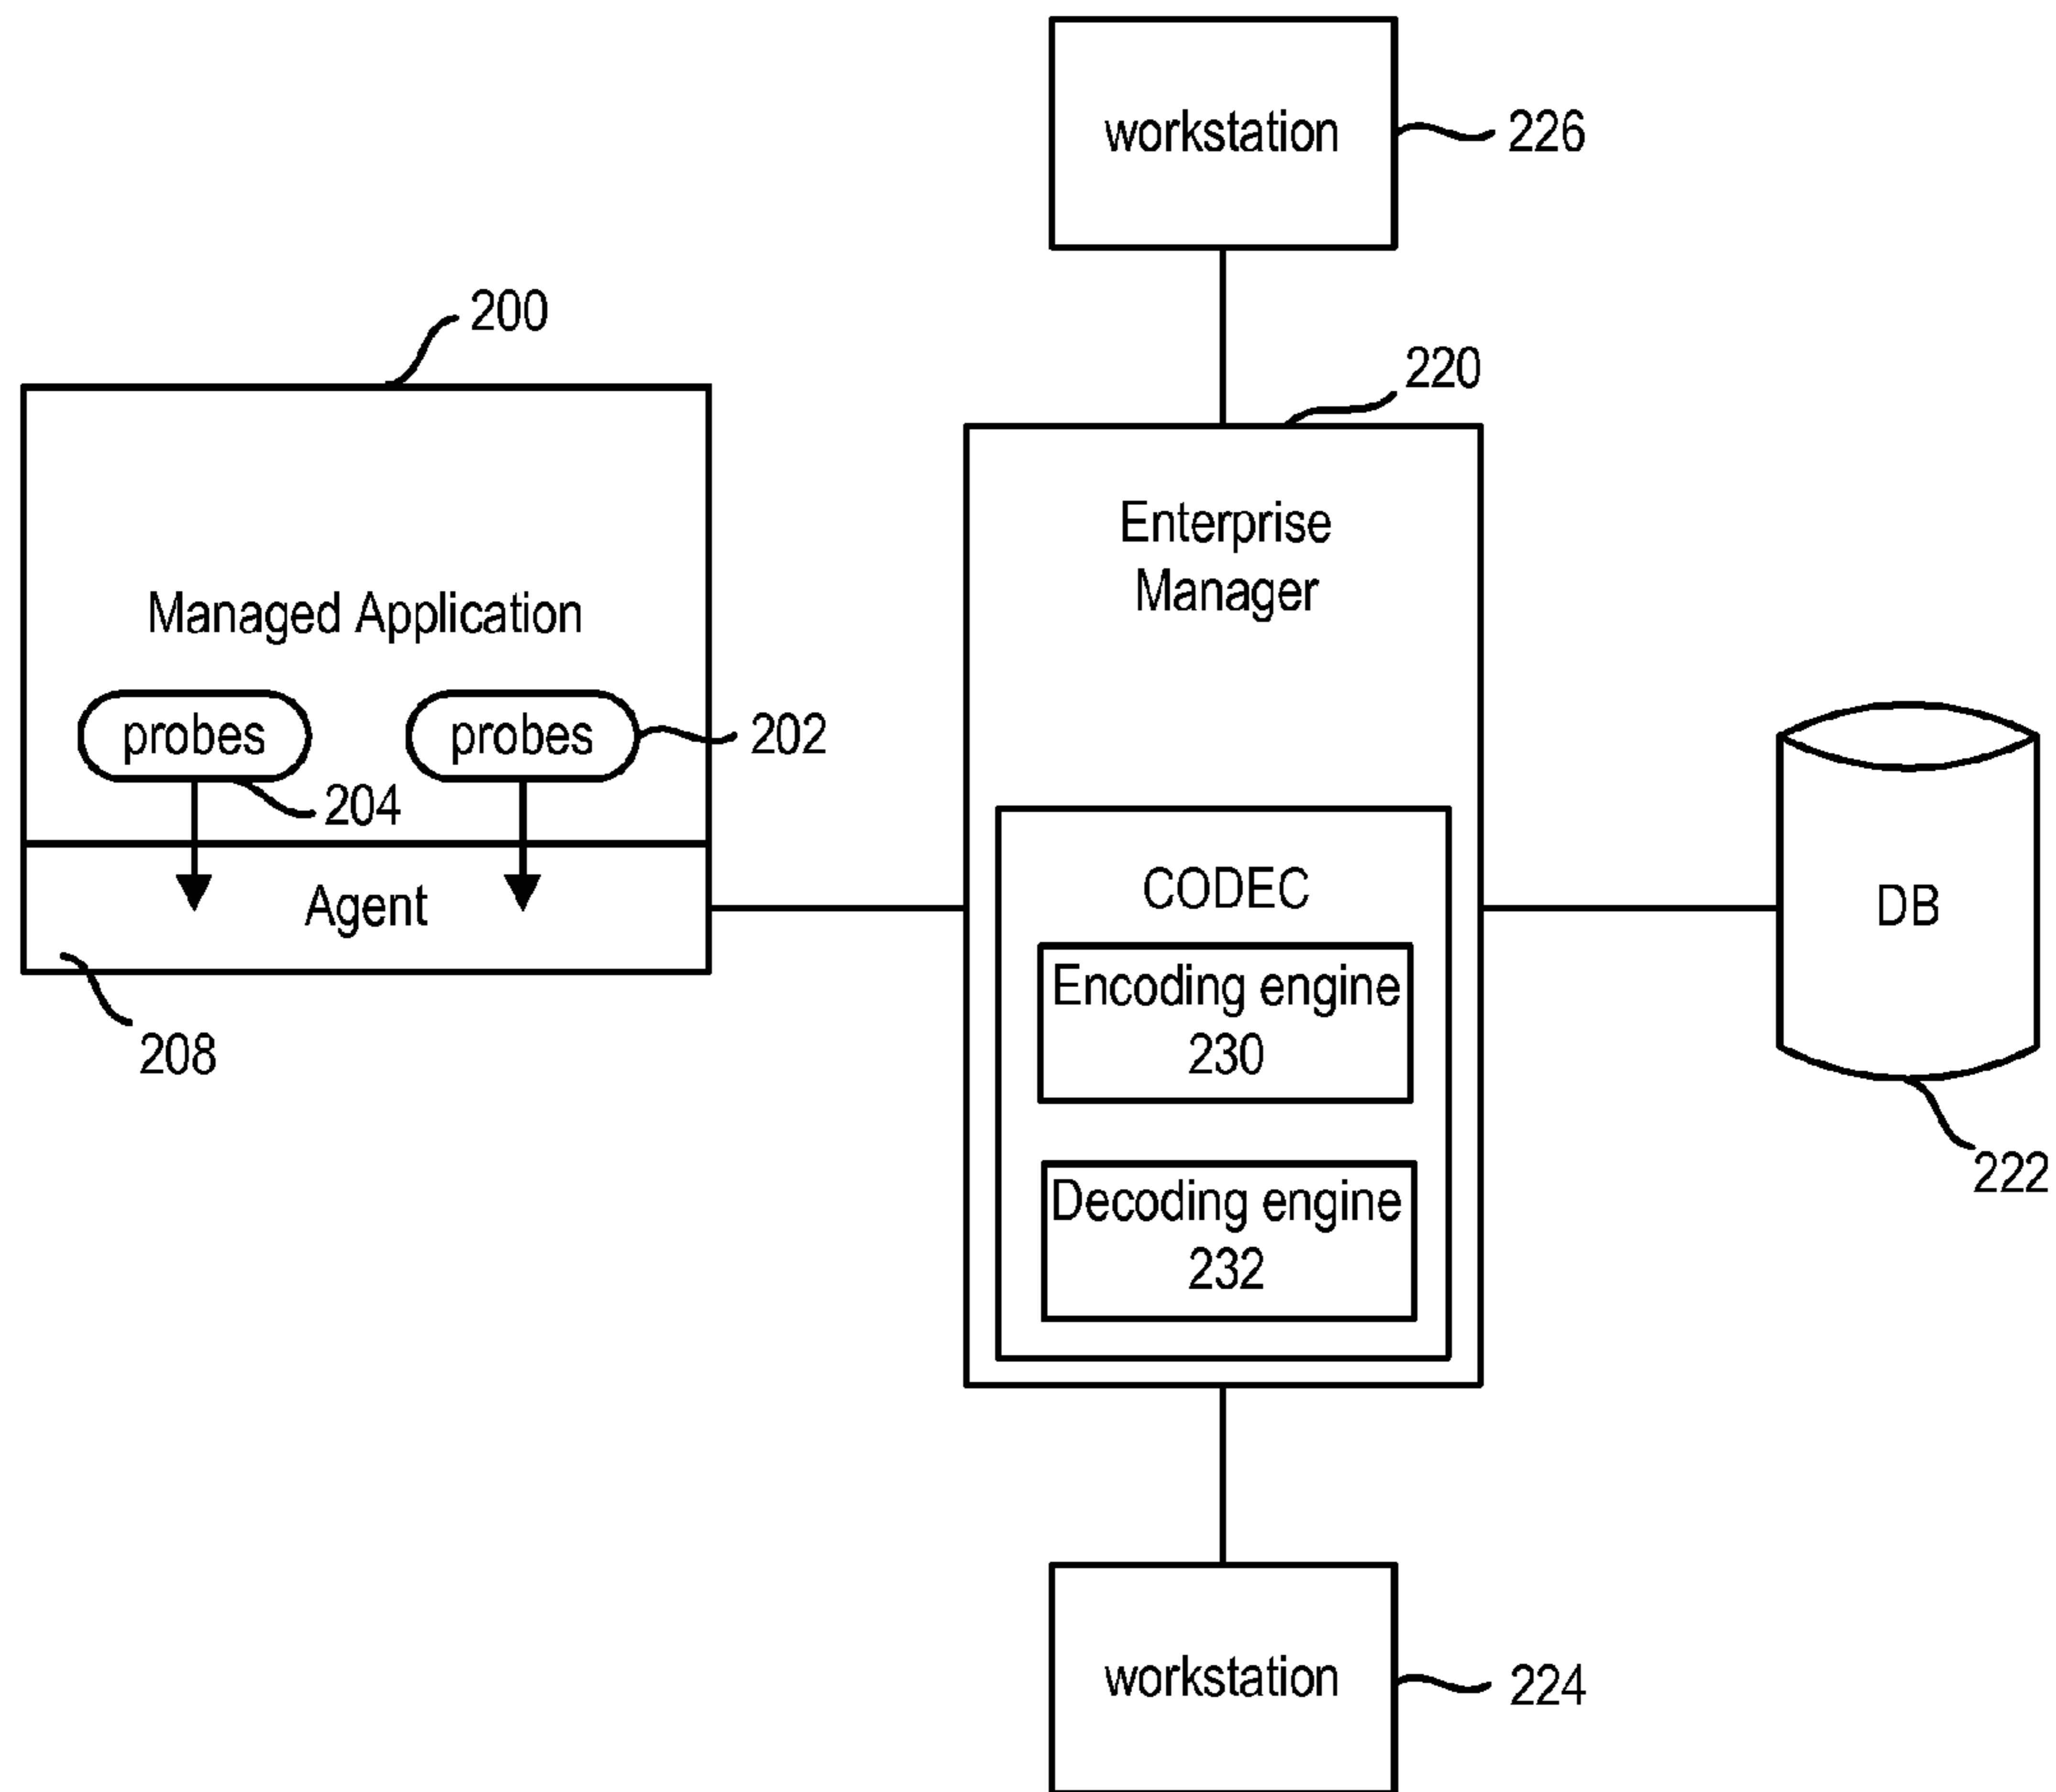 workstation
226
200
220
Enterprise
Manager
Managed Application
probes
probes
202
204
Agent
208
CODEC
Encoding engine
230
Decoding engine
232
DB
222
workstation
224